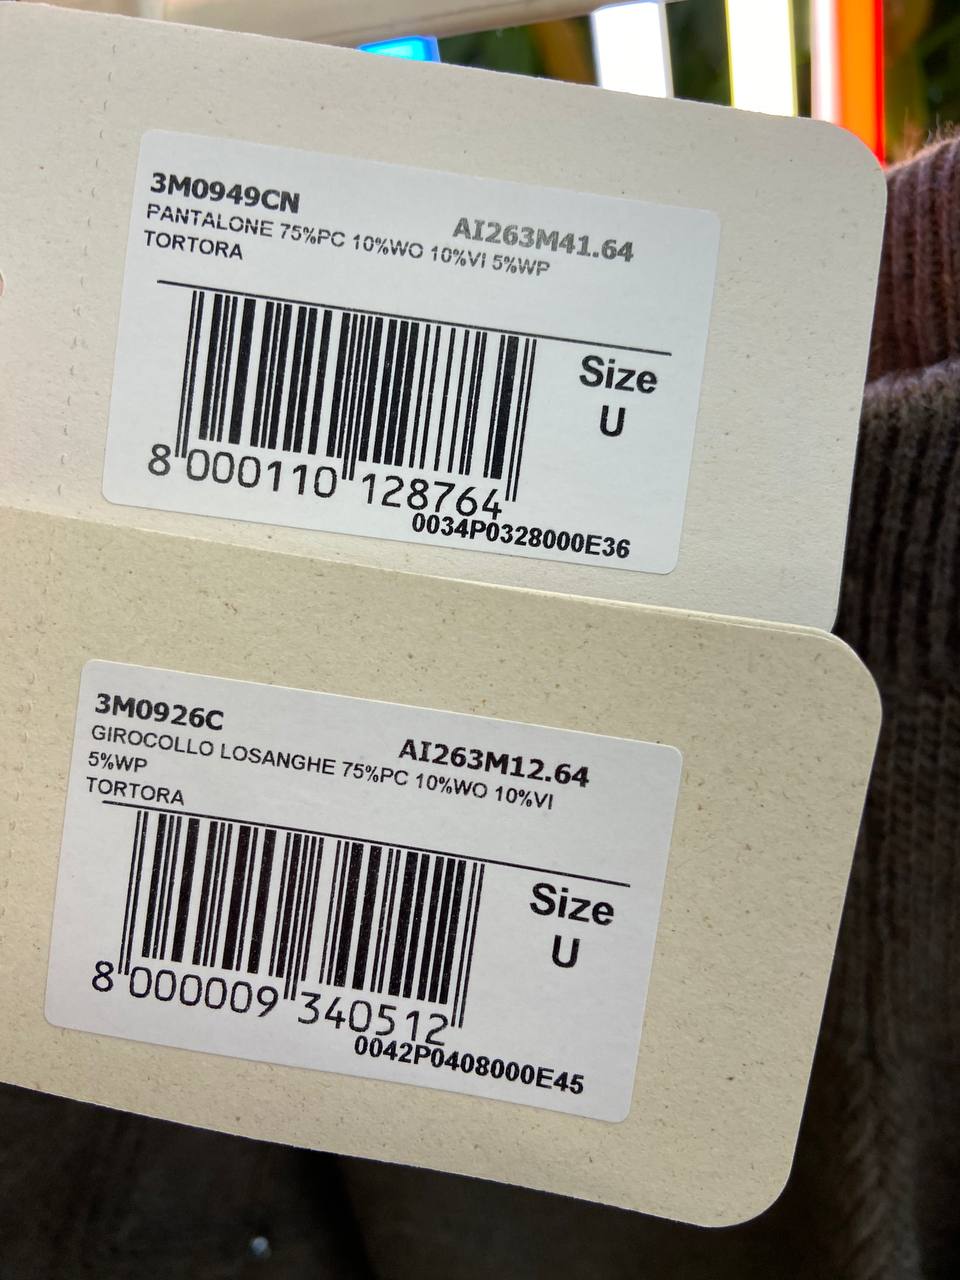 3M0949CN
AI263M41.64
PANTALONE 75%PC 10%WO 10%VI 5%WP
TORTORA
Size
U
8 000110 128764
0034P0328000E36
3M0926C
AI263M12.64
GIROCOLLO LOSANGHE 75%PC 10%WO 10%VI
5%WP
TORTORA
Size
U
8 000009 340512
0042P0408000E45